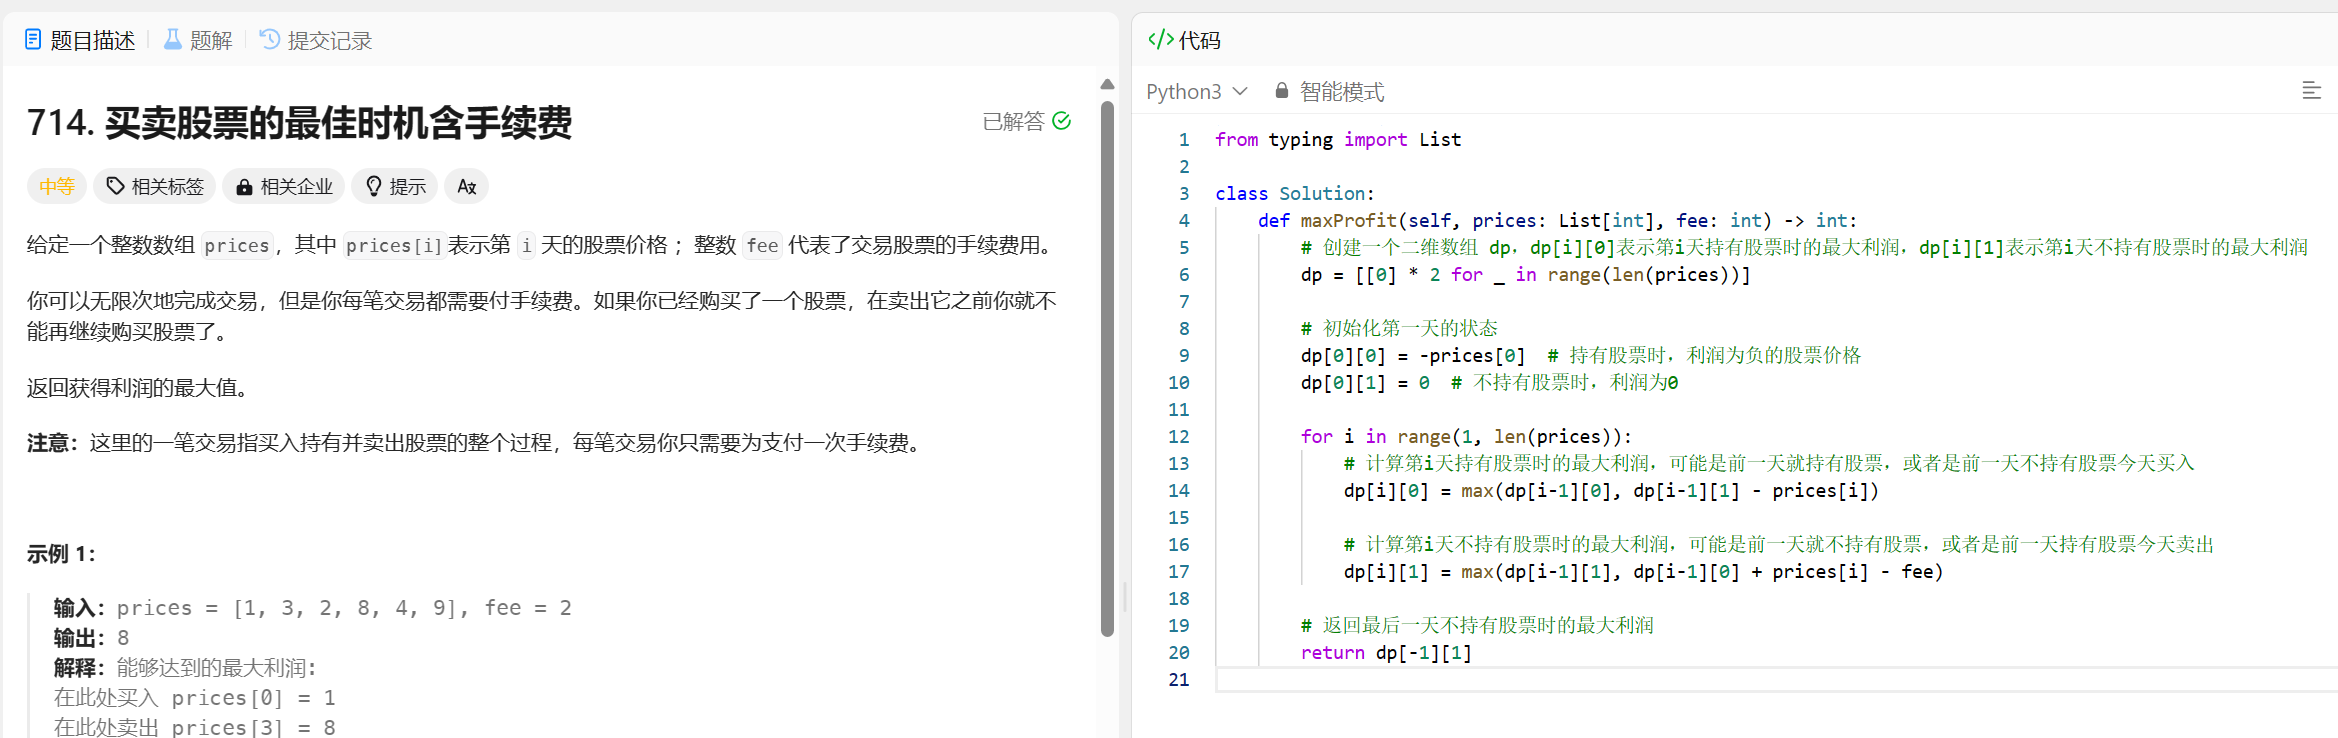 题目描述 题解 提交记录
714. 买卖股票的最佳时机含手续费
已解答
中等 相关标签 相关企业 提示 Aχ
给定一个整数数组 prices，其中 prices[i]表示第 i 天的股票价格 ；整数 fee 代表了交易股票的手续费用。
你可以无限次地完成交易，但是你每笔交易都需要付手续费。如果你已经购买了一个股票，在卖出它之前你就不
能再继续购买股票了。
返回获得利润的最大值。
注意：这里的一笔交易指买入持有并卖出股票的整个过程，每笔交易你只需要为支付一次手续费。
示例 1：
输入：prices = [1, 3, 2, 8, 4, 9], fee = 2
输出：8
解释：能够达到的最大利润:
在此处买入 prices[0] = 1
在此处卖出 prices[3] = 8
</> 代码
Python3 智能模式
1 from typing import List
2
3 class Solution:
4 def maxProfit(self, prices: List[int], fee: int) -> int:
5 # 创建一个二维数组 dp，dp[i][0]表示第i天持有股票时的最大利润，dp[i][1]表示第i天不持有股票时的最大利润
6 dp = [[0] * 2 for _ in range(len(prices))]
7
8 # 初始化第一天的状态
9 dp[0][0] = -prices[0]  # 持有股票时，利润为负的股票价格
10 dp[0][1] = 0  # 不持有股票时，利润为0
11
12 for i in range(1, len(prices)):
13 # 计算第i天持有股票时的最大利润，可能是前一天就持有股票，或者是前一天不持有股票今天买入
14 dp[i][0] = max(dp[i-1][0], dp[i-1][1] - prices[i])
15
16 # 计算第i天不持有股票时的最大利润，可能是前一天就不持有股票，或者是前一天持有股票今天卖出
17 dp[i][1] = max(dp[i-1][1], dp[i-1][0] + prices[i] - fee)
18
19 # 返回最后一天不持有股票时的最大利润
20 return dp[-1][1]
21